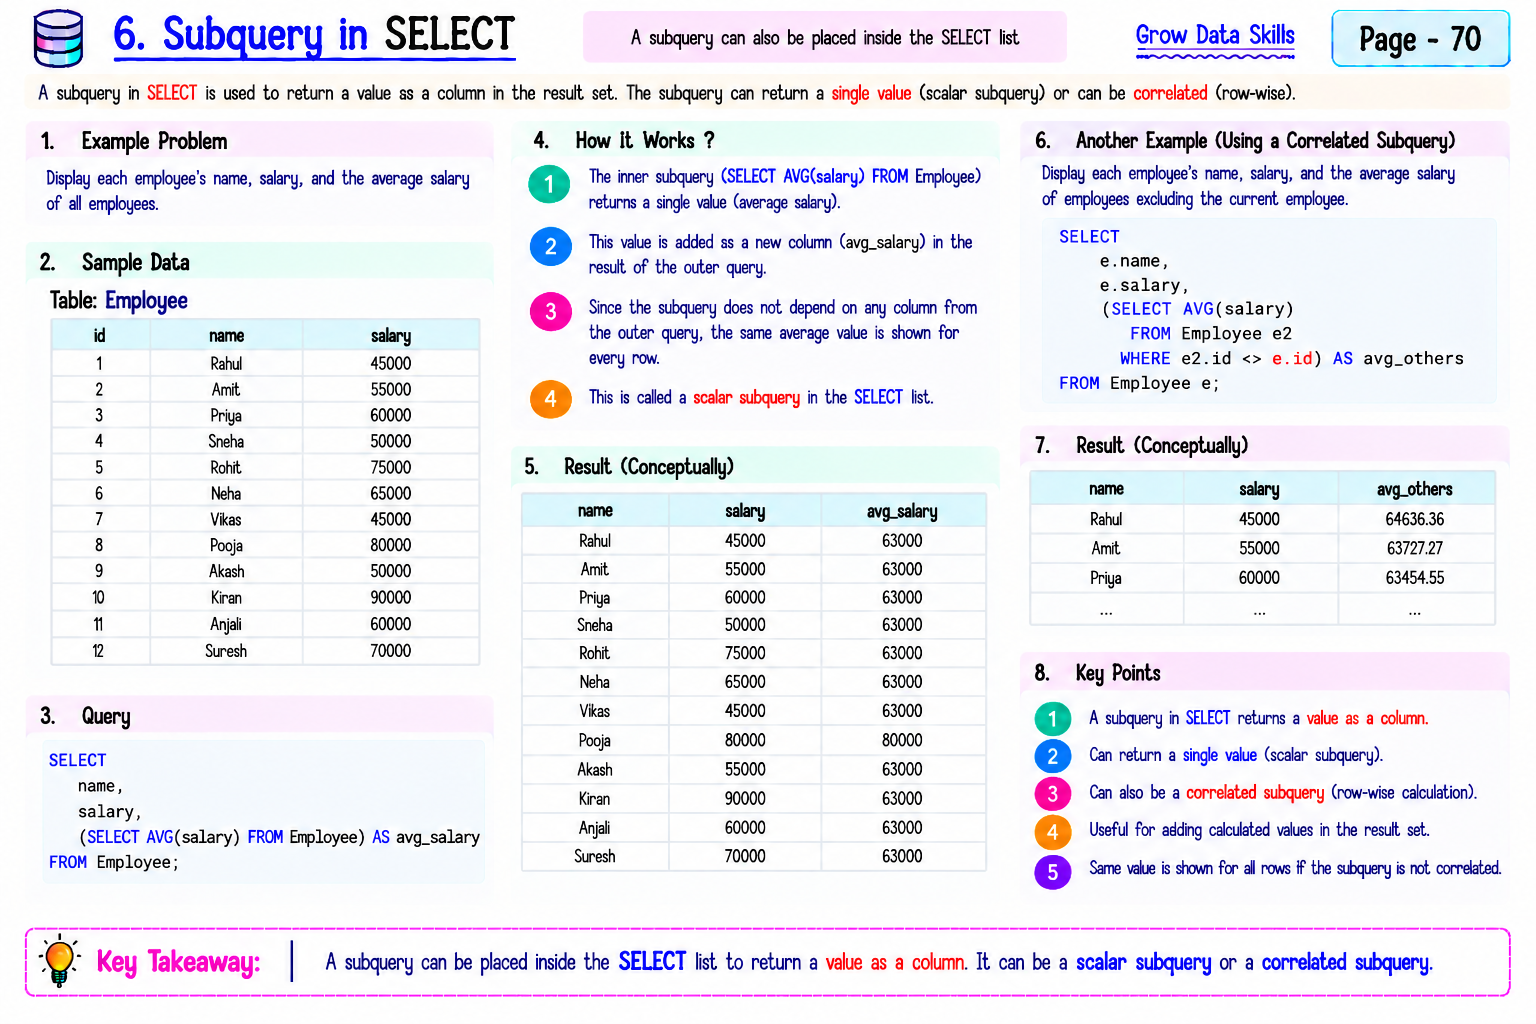 6. Subquery in SELECT
A subquery can also be placed inside the SELECT list
Grow Data Skills
Page - 70
A subquery in SELECT is used to return a value as a column in the result set. The subquery can return a single value (scalar subquery) or can be correlated (row-wise).
1. Example Problem
Display each employee's name, salary, and the average salary
of all employees.
2. Sample Data
Table: Employee
id name salary
1 Rahul 45000
2 Amit 55000
3 Priya 60000
4 Sneha 50000
5 Rohit 75000
6 Neha 65000
7 Vikas 45000
8 Pooja 80000
9 Akash 50000
10 Kiran 90000
11 Anjali 60000
12 Suresh 70000
3. Query
SELECT
name,
salary,
(SELECT AVG(salary) FROM Employee) AS avg_salary
FROM Employee;
4. How It Works ?
1 The inner subquery (SELECT AVG(salary) FROM Employee)
returns a single value (average salary).
2 This value is added ss a new column (avg_salary) in the
result of the outer query.
3 Since the subquery does not depend on any column from
the outer query, the same average value is shown for
every row.
4 This is called a scalar subquery in the SELECT list.
5. Result (Conceptually)
name salary avg_salary
Rahul 45000 63000
Amit 55000 63000
Priya 60000 63000
Sneha 50000 63000
Rohit 75000 63000
Neha 65000 63000
Vikas 45000 63000
Pooja 80000 80000
Akash 55000 63000
Kiran 90000 63000
Anjali 60000 63000
Suresh 70000 63000
6. Another Example (Using a Correlated Subquery)
Display each employee's name, salary, and the average salary
of employees excluding the current employee.
SELECT
e.name,
e.salary,
(SELECT AVG(salary)
FROM Employee e2
WHERE e2.id <> e.id) AS avg_others
FROM Employee e;
7. Result (Conceptually)
name salary avg_others
Rahul 45000 64636.36
Amit 55000 63727.27
Priya 60000 63454.55
... ... ...
8. Key Points
1 A subquery in SELECT returns a value as a column.
2 Can return a single value (scalar subquery).
3 Can also be a correlated subquery (row-wise calculation).
4 Useful for adding calculated values in the result set.
5 Same value is shown for all rows if the subquery is not correlated.
Key Takeaway: A subquery can be placed inside the SELECT list to return a value as a column. It can be a scalar subquery or a correlated subquery.